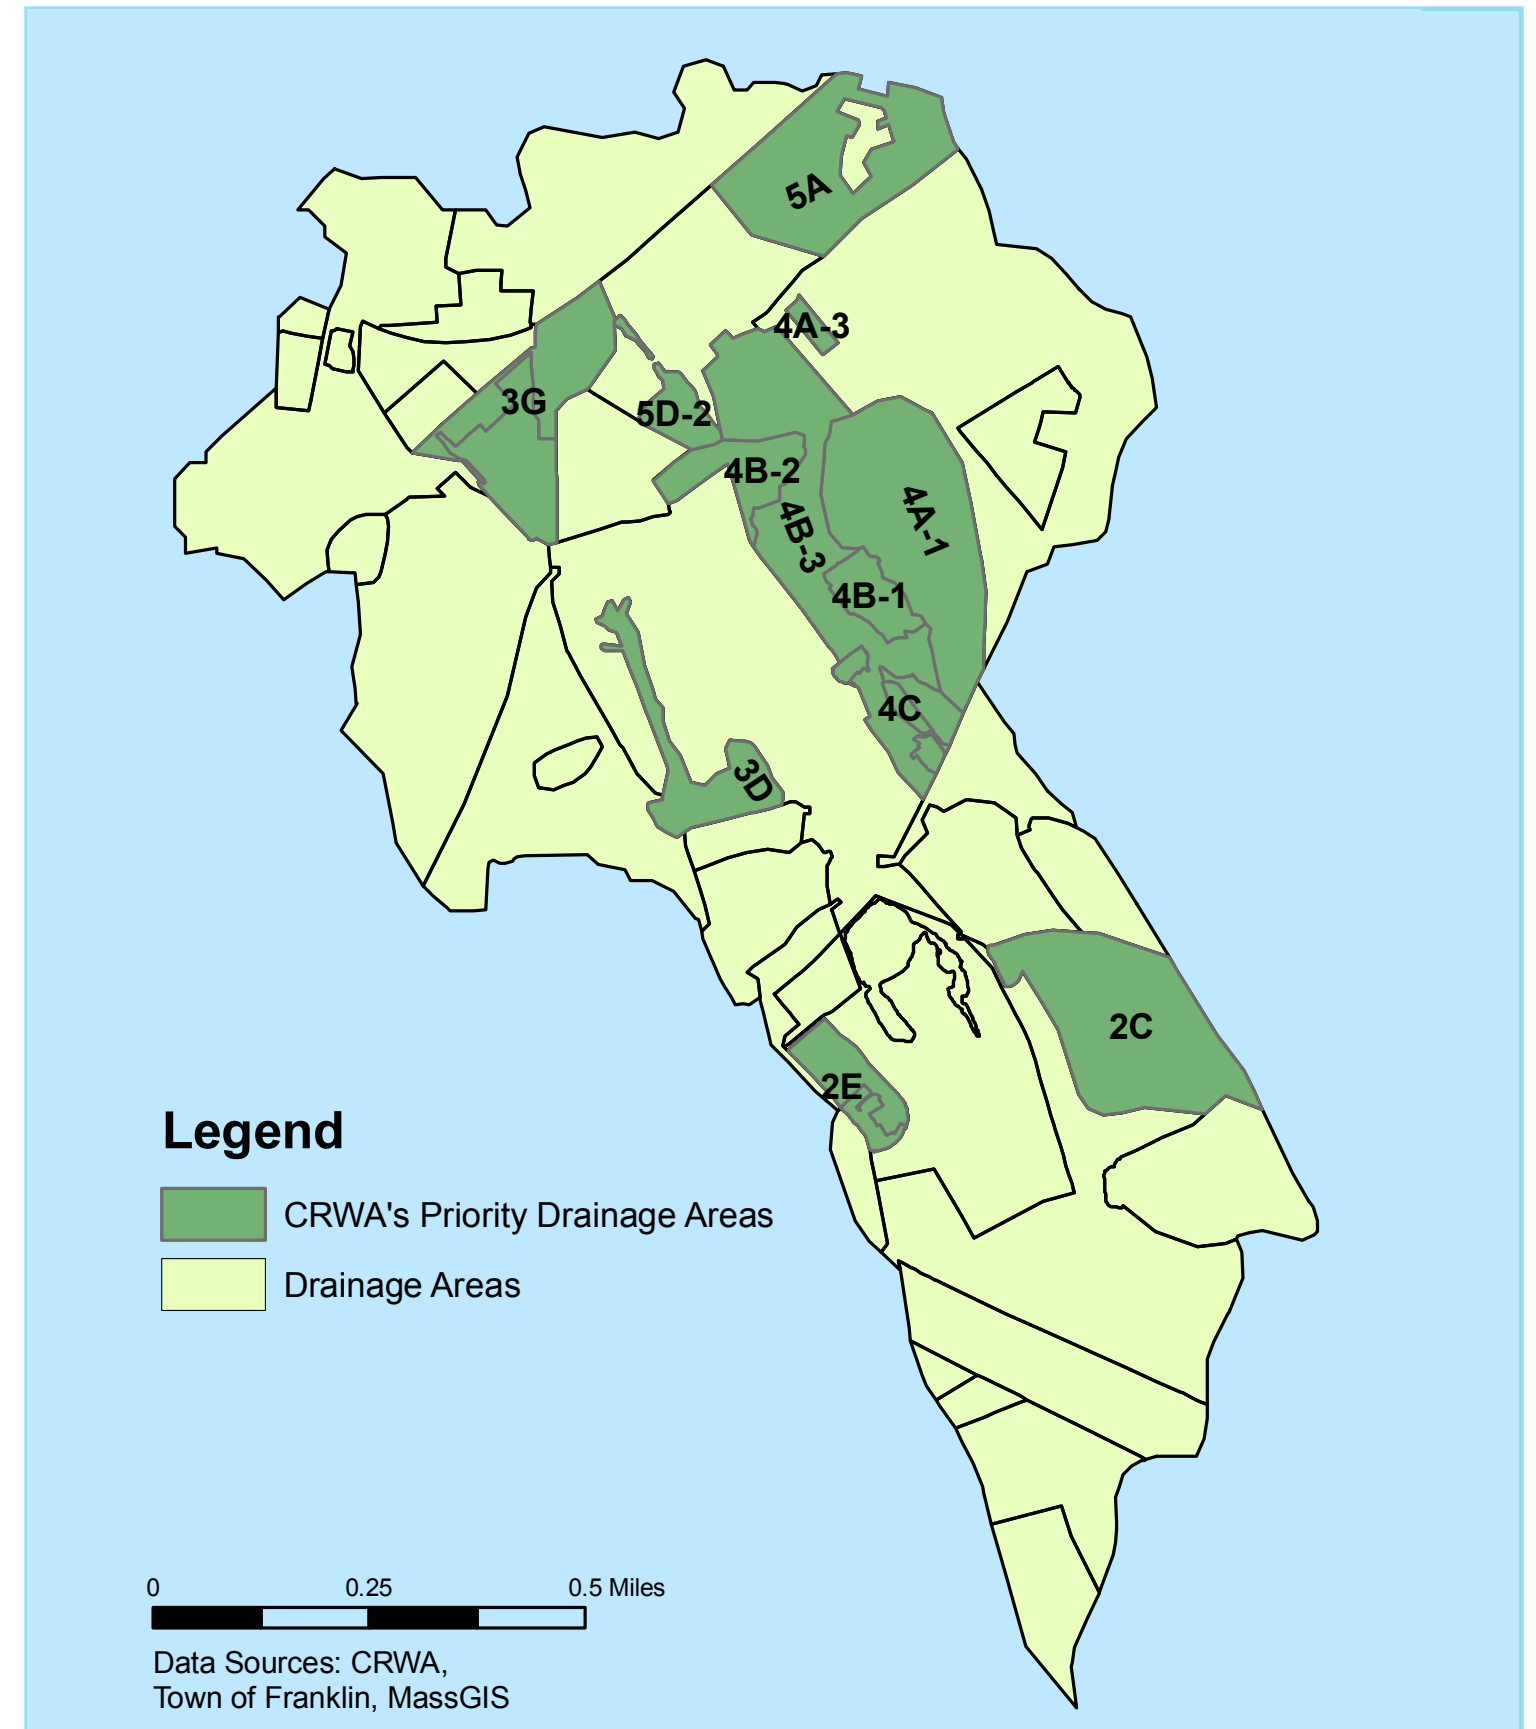 5A
4A-3
3G
5D-2
4B-2
4A-1
4B-3
4B-1
4C
3D
2C
2E
Legend
CRWA's Priority Drainage Areas
Drainage Areas
0 0.25 0.5 Miles
Data Sources: CRWA,
Town of Franklin, MassGIS